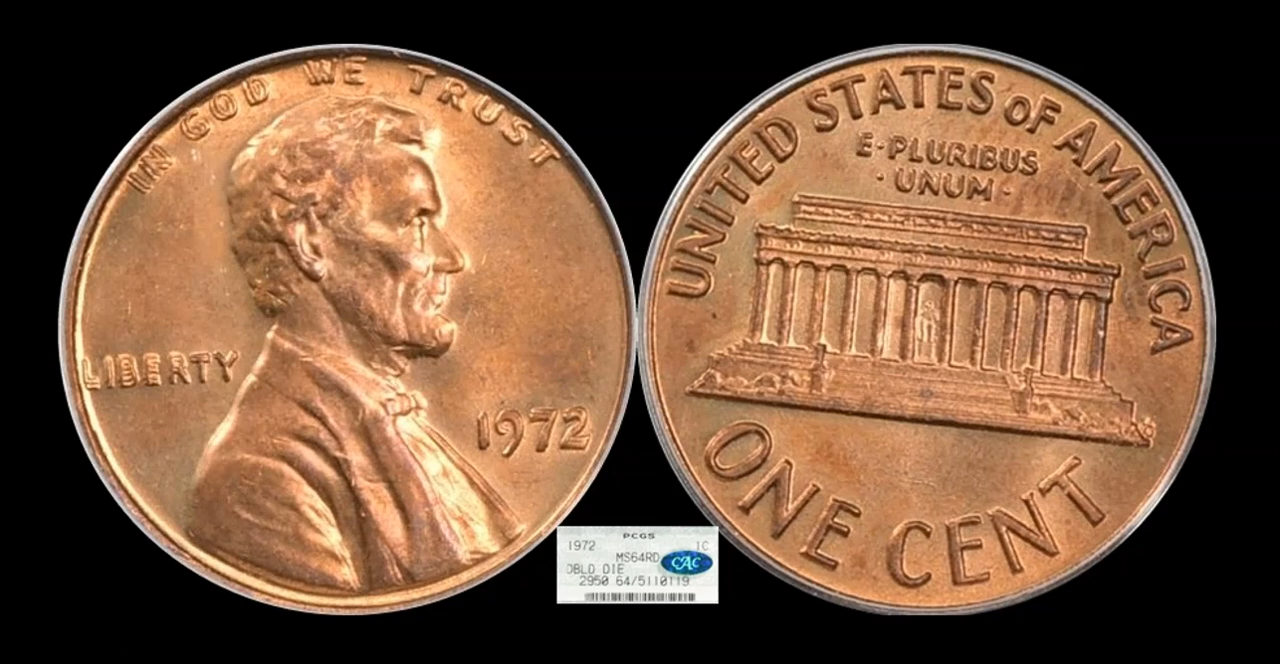 IN GOD WE TRUST
LIBERTY
1972
UNITED STATES OF AMERICA
E·PLURIBUS
·UNUM·
ONE CENT
PCGS
1972 1C
MS64RD
DBLD DIE
CAC
2950 64/5110119